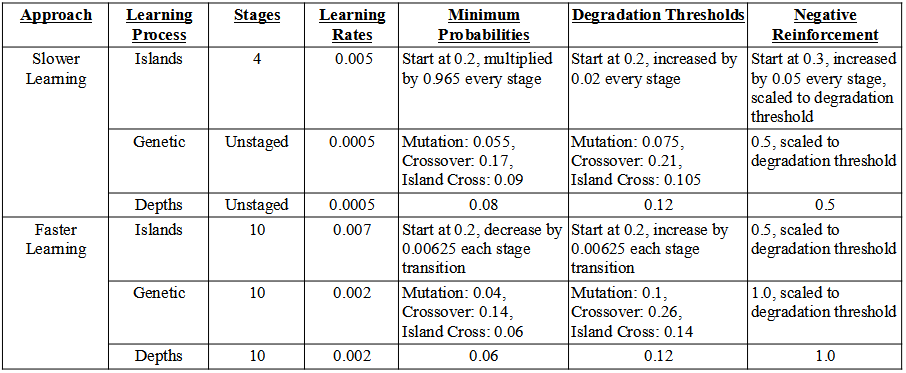 Approach Learning Process Stages Learning Rates Minimum Probabilities Degradation Thresholds Negative Reinforcement
Slower Learning
Islands
4
0.005
Start at 0.2, multiplied
by 0.965 every stage
Start at 0.2, increased by
0.02 every stage
Start at 0.3, increased
by 0.05 every stage,
scaled to degradation
threshold
Genetic
Unstaged
0.0005
Mutation: 0.055,
Crossover: 0.17,
Island Cross: 0.09
Mutation: 0.075,
Crossover: 0.21,
Island Cross: 0.105
0.5, scaled to
degradation threshold
Depths
Unstaged
0.0005
0.08
0.12
0.5
Faster
Learning
Islands
10
0.007
Start at 0.2, decrease by
0.00625 each stage
transition
Start at 0.2, increase by
0.00625 each stage
transition
0.5, scaled to
degradation threshold
Genetic
10
0.002
Mutation: 0.04,
Crossover: 0.14,
Island Cross: 0.06
Mutation: 0.1,
Crossover: 0.26,
Island Cross: 0.14
1.0, scaled to
degradation threshold
Depths
10
0.002
0.06
0.12
1.0